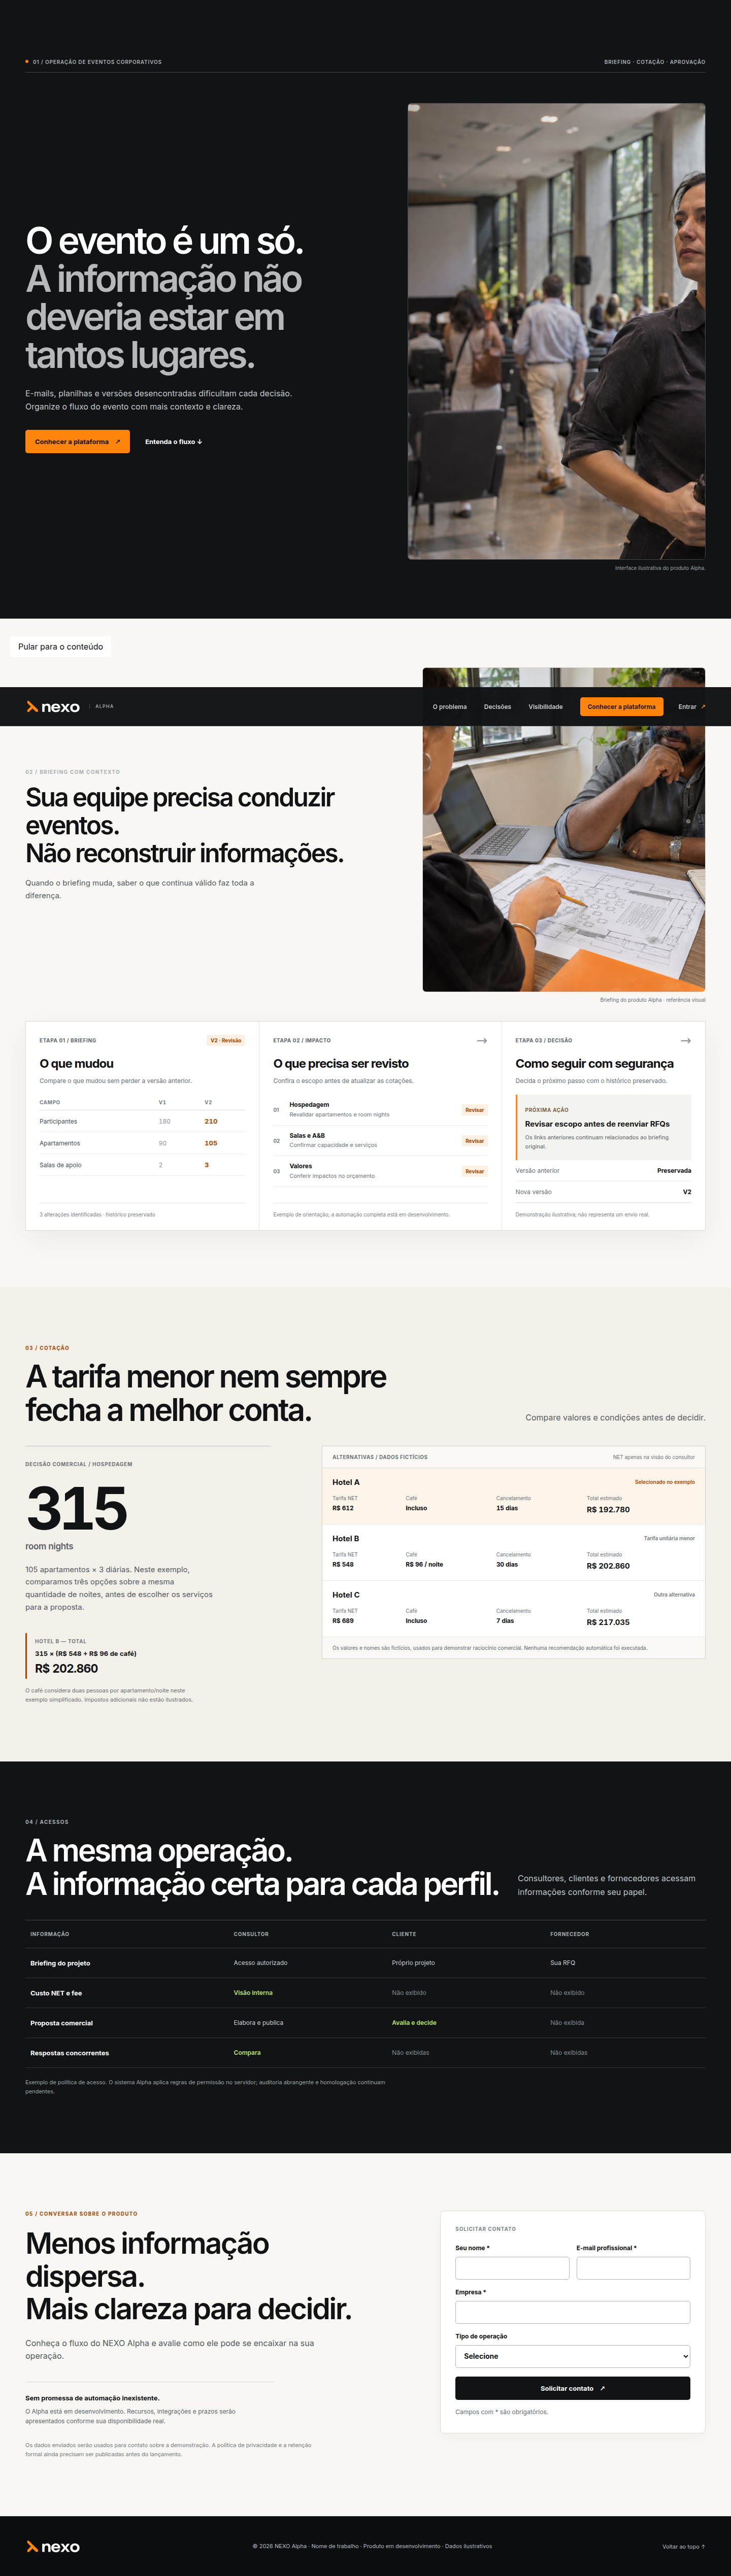 01 / OPERAÇÃO DE EVENTOS CORPORATIVOS
BRIEFING · COTAÇÃO · APROVAÇÃO
O evento é um só.
A informação não
deveria estar em
tantos lugares.
E-mails, planilhas e versões desencontradas dificultam cada decisão.
Organize o fluxo do evento com mais contexto e clareza.
Conhecer a plataforma ↗
Entenda o fluxo ↓
Interface ilustrativa do produto Alpha.
Pular para o conteúdo
nexo
ALPHA
O problema
Decisões
Visibilidade
Conhecer a plataforma
Entrar ↗
02 / BRIEFING COM CONTEXTO
Sua equipe precisa conduzir
eventos.
Não reconstruir informações.
Quando o briefing muda, saber o que continua válido faz toda a
diferença.
Briefing do produto Alpha · referência visual
ETAPA 01 / BRIEFING
V2 · Revisão
O que mudou
Compare o que mudou sem perder a versão anterior.
CAMPO V1 V2
Participantes 180 210
Apartamentos 90 105
Salas de apoio 2 3
3 alterações identificadas · histórico preservado
ETAPA 02 / IMPACTO →
O que precisa ser revisto
Confira o escopo antes de atualizar as cotações.
01 Hospedagem
Revalidar apartamentos e room nights
Revisar
02 Salas e A&B
Confirmar capacidade e serviços
Revisar
03 Valores
Conferir impactos no orçamento
Revisar
Exemplo de orientação; a automação completa está em desenvolvimento.
ETAPA 03 / DECISÃO →
Como seguir com segurança
Decida o próximo passo com o histórico preservado.
PRÓXIMA AÇÃO
Revisar escopo antes de reenviar RFQs
Os links anteriores continuam relacionados ao briefing
original.
Versão anterior Preservada
Nova versão V2
Demonstração ilustrativa; não representa um envio real.
03 / COTAÇÃO
A tarifa menor nem sempre
fecha a melhor conta.
Compare valores e condições antes de decidir.
DECISÃO COMERCIAL / HOSPEDAGEM
315
room nights
105 apartamentos × 3 diárias. Neste exemplo,
comparamos três opções sobre a mesma
quantidade de noites, antes de escolher os serviços
para a proposta.
HOTEL B — TOTAL
315 × (R$ 548 + R$ 96 de café)
R$ 202.860
O café considera duas pessoas por apartamento/noite neste
exemplo simplificado. Impostos adicionais não estão ilustrados.
ALTERNATIVAS / DADOS FICTÍCIOS
NET apenas na visão do consultor
Hotel A
Selecionado no exemplo
Tarifa NET Café Cancelamento Total estimado
R$ 612 Incluso 15 dias R$ 192.780
Hotel B
Tarifa unitária menor
Tarifa NET Café Cancelamento Total estimado
R$ 548 R$ 96 / noite 30 dias R$ 202.860
Hotel C
Outra alternativa
Tarifa NET Café Cancelamento Total estimado
R$ 689 Incluso 7 dias R$ 217.035
Os valores e nomes são fictícios, usados para demonstrar raciocínio comercial. Nenhuma recomendação automática foi executada.
04 / ACESSOS
A mesma operação.
A informação certa para cada perfil.
Consultores, clientes e fornecedores acessam
informações conforme seu papel.
INFORMAÇÃO CONSULTOR CLIENTE FORNECEDOR
Briefing do projeto Acesso autorizado Próprio projeto Sua RFQ
Custo NET e fee Visão interna Não exibido Não exibido
Proposta comercial Elabora e publica Avalia e decide Não exibida
Respostas concorrentes Compara Não exibidas Não exibidas
Exemplo de política de acesso. O sistema Alpha aplica regras de permissão no servidor; auditoria abrangente e homologação continuam
pendentes.
05 / CONVERSAR SOBRE O PRODUTO
Menos informação
dispersa.
Mais clareza para decidir.
Conheça o fluxo do NEXO Alpha e avalie como ele pode se encaixar na sua
operação.
Sem promessa de automação inexistente.
O Alpha está em desenvolvimento. Recursos, integrações e prazos serão
apresentados conforme sua disponibilidade real.
Os dados enviados serão usados para contato sobre a demonstração. A política de privacidade e a retenção
formal ainda precisam ser publicadas antes do lançamento.
SOLICITAR CONTATO
Seu nome *
E-mail profissional *
Empresa *
Tipo de operação
Selecione
Solicitar contato ↗
Campos com * são obrigatórios.
nexo
© 2026 NEXO Alpha · Nome de trabalho · Produto em desenvolvimento · Dados ilustrativos
Voltar ao topo ↑